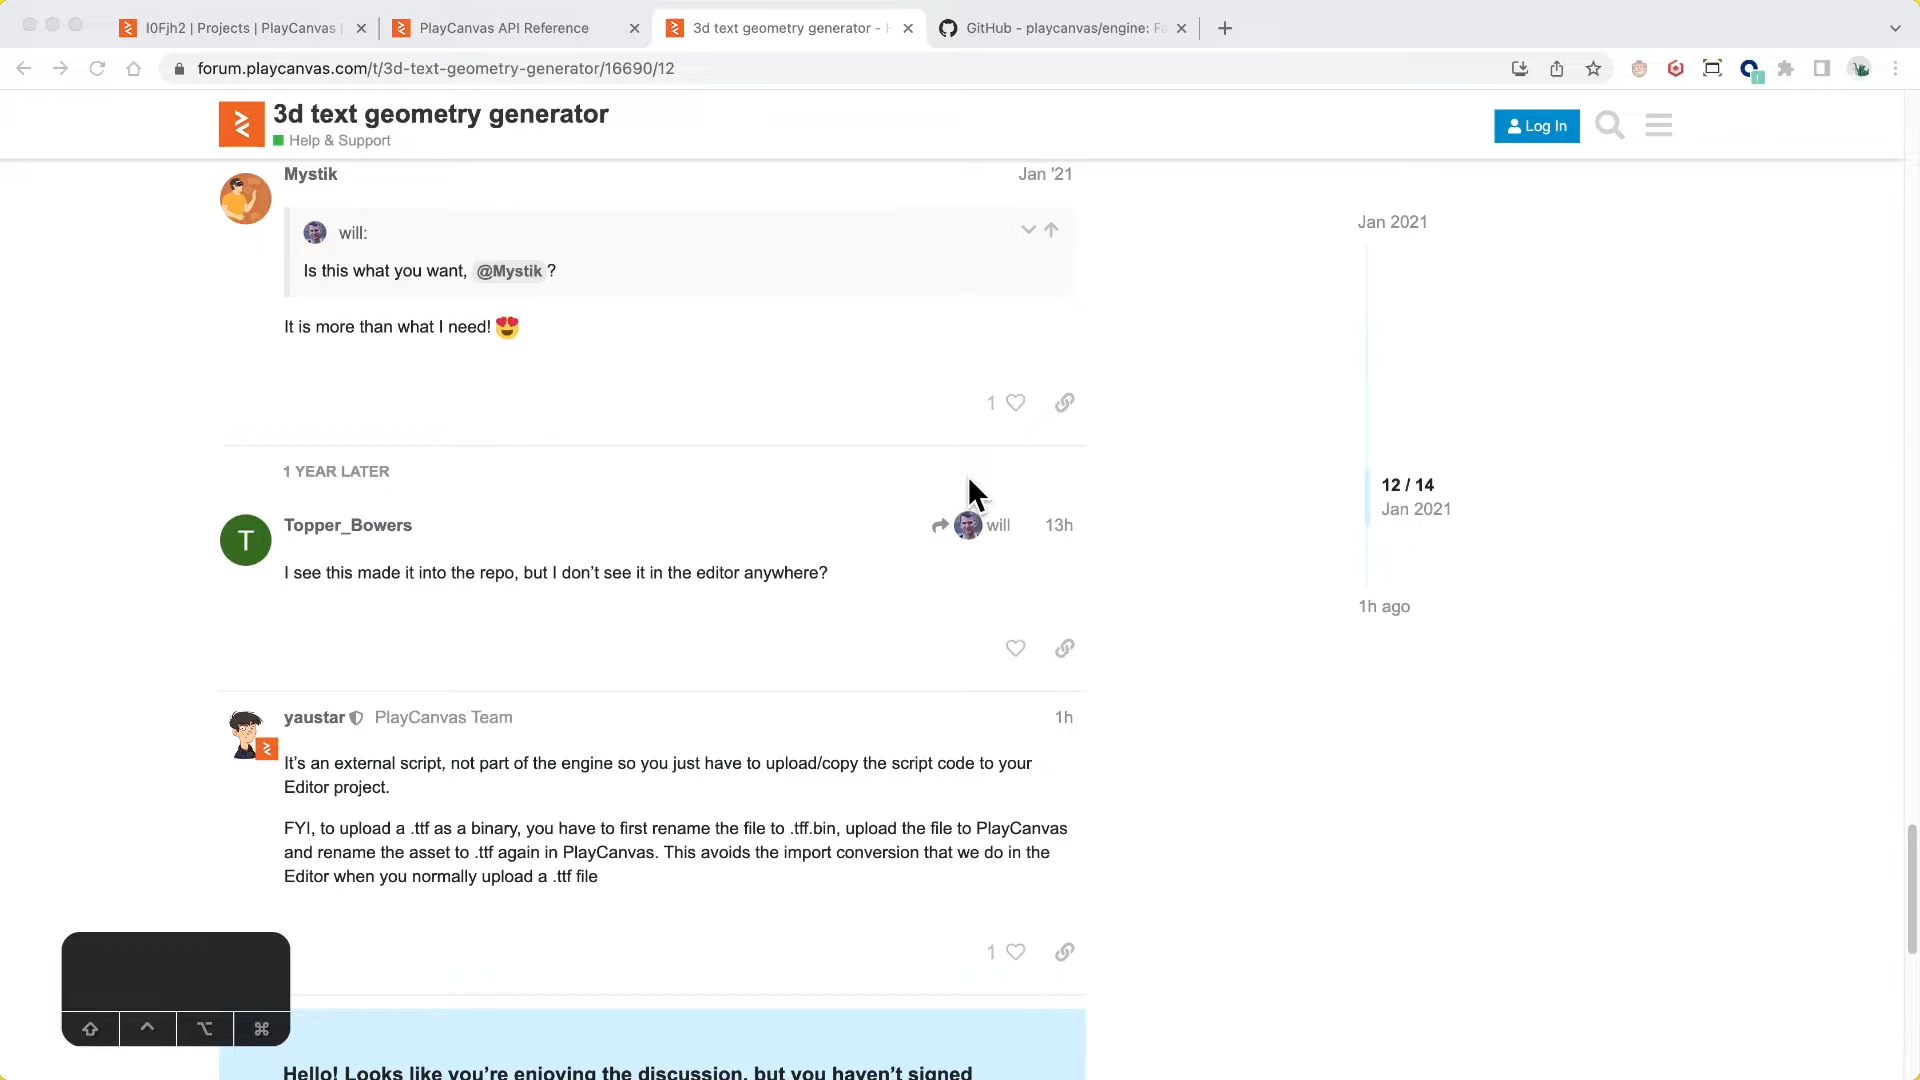 I0Fjh2 | Projects | PlayCanvas |
PlayCanvas API Reference
3d text geometry generator - H
GitHub - playcanvas/engine: Fa
forum.playcanvas.com/t/3d-text-geometry-generator/16690/12
3d text geometry generator
Help & Support
Log In
Mystik
Jan '21
will:
Is this what you want, @Mystik ?
It is more than what I need!
1
Jan 2021
12 / 14
Jan 2021
1h ago
1 YEAR LATER
T
Topper_Bowers
will
13h
I see this made it into the repo, but I don’t see it in the editor anywhere?
yaustar
PlayCanvas Team
1h
It’s an external script, not part of the engine so you just have to upload/copy the script code to your
Editor project.
FYI, to upload a .ttf as a binary, you have to first rename the file to .tff.bin, upload the file to PlayCanvas
and rename the asset to .ttf again in PlayCanvas. This avoids the import conversion that we do in the
Editor when you normally upload a .ttf file
1
Hello! Looks like you’re enjoying the discussion, but you haven’t signed